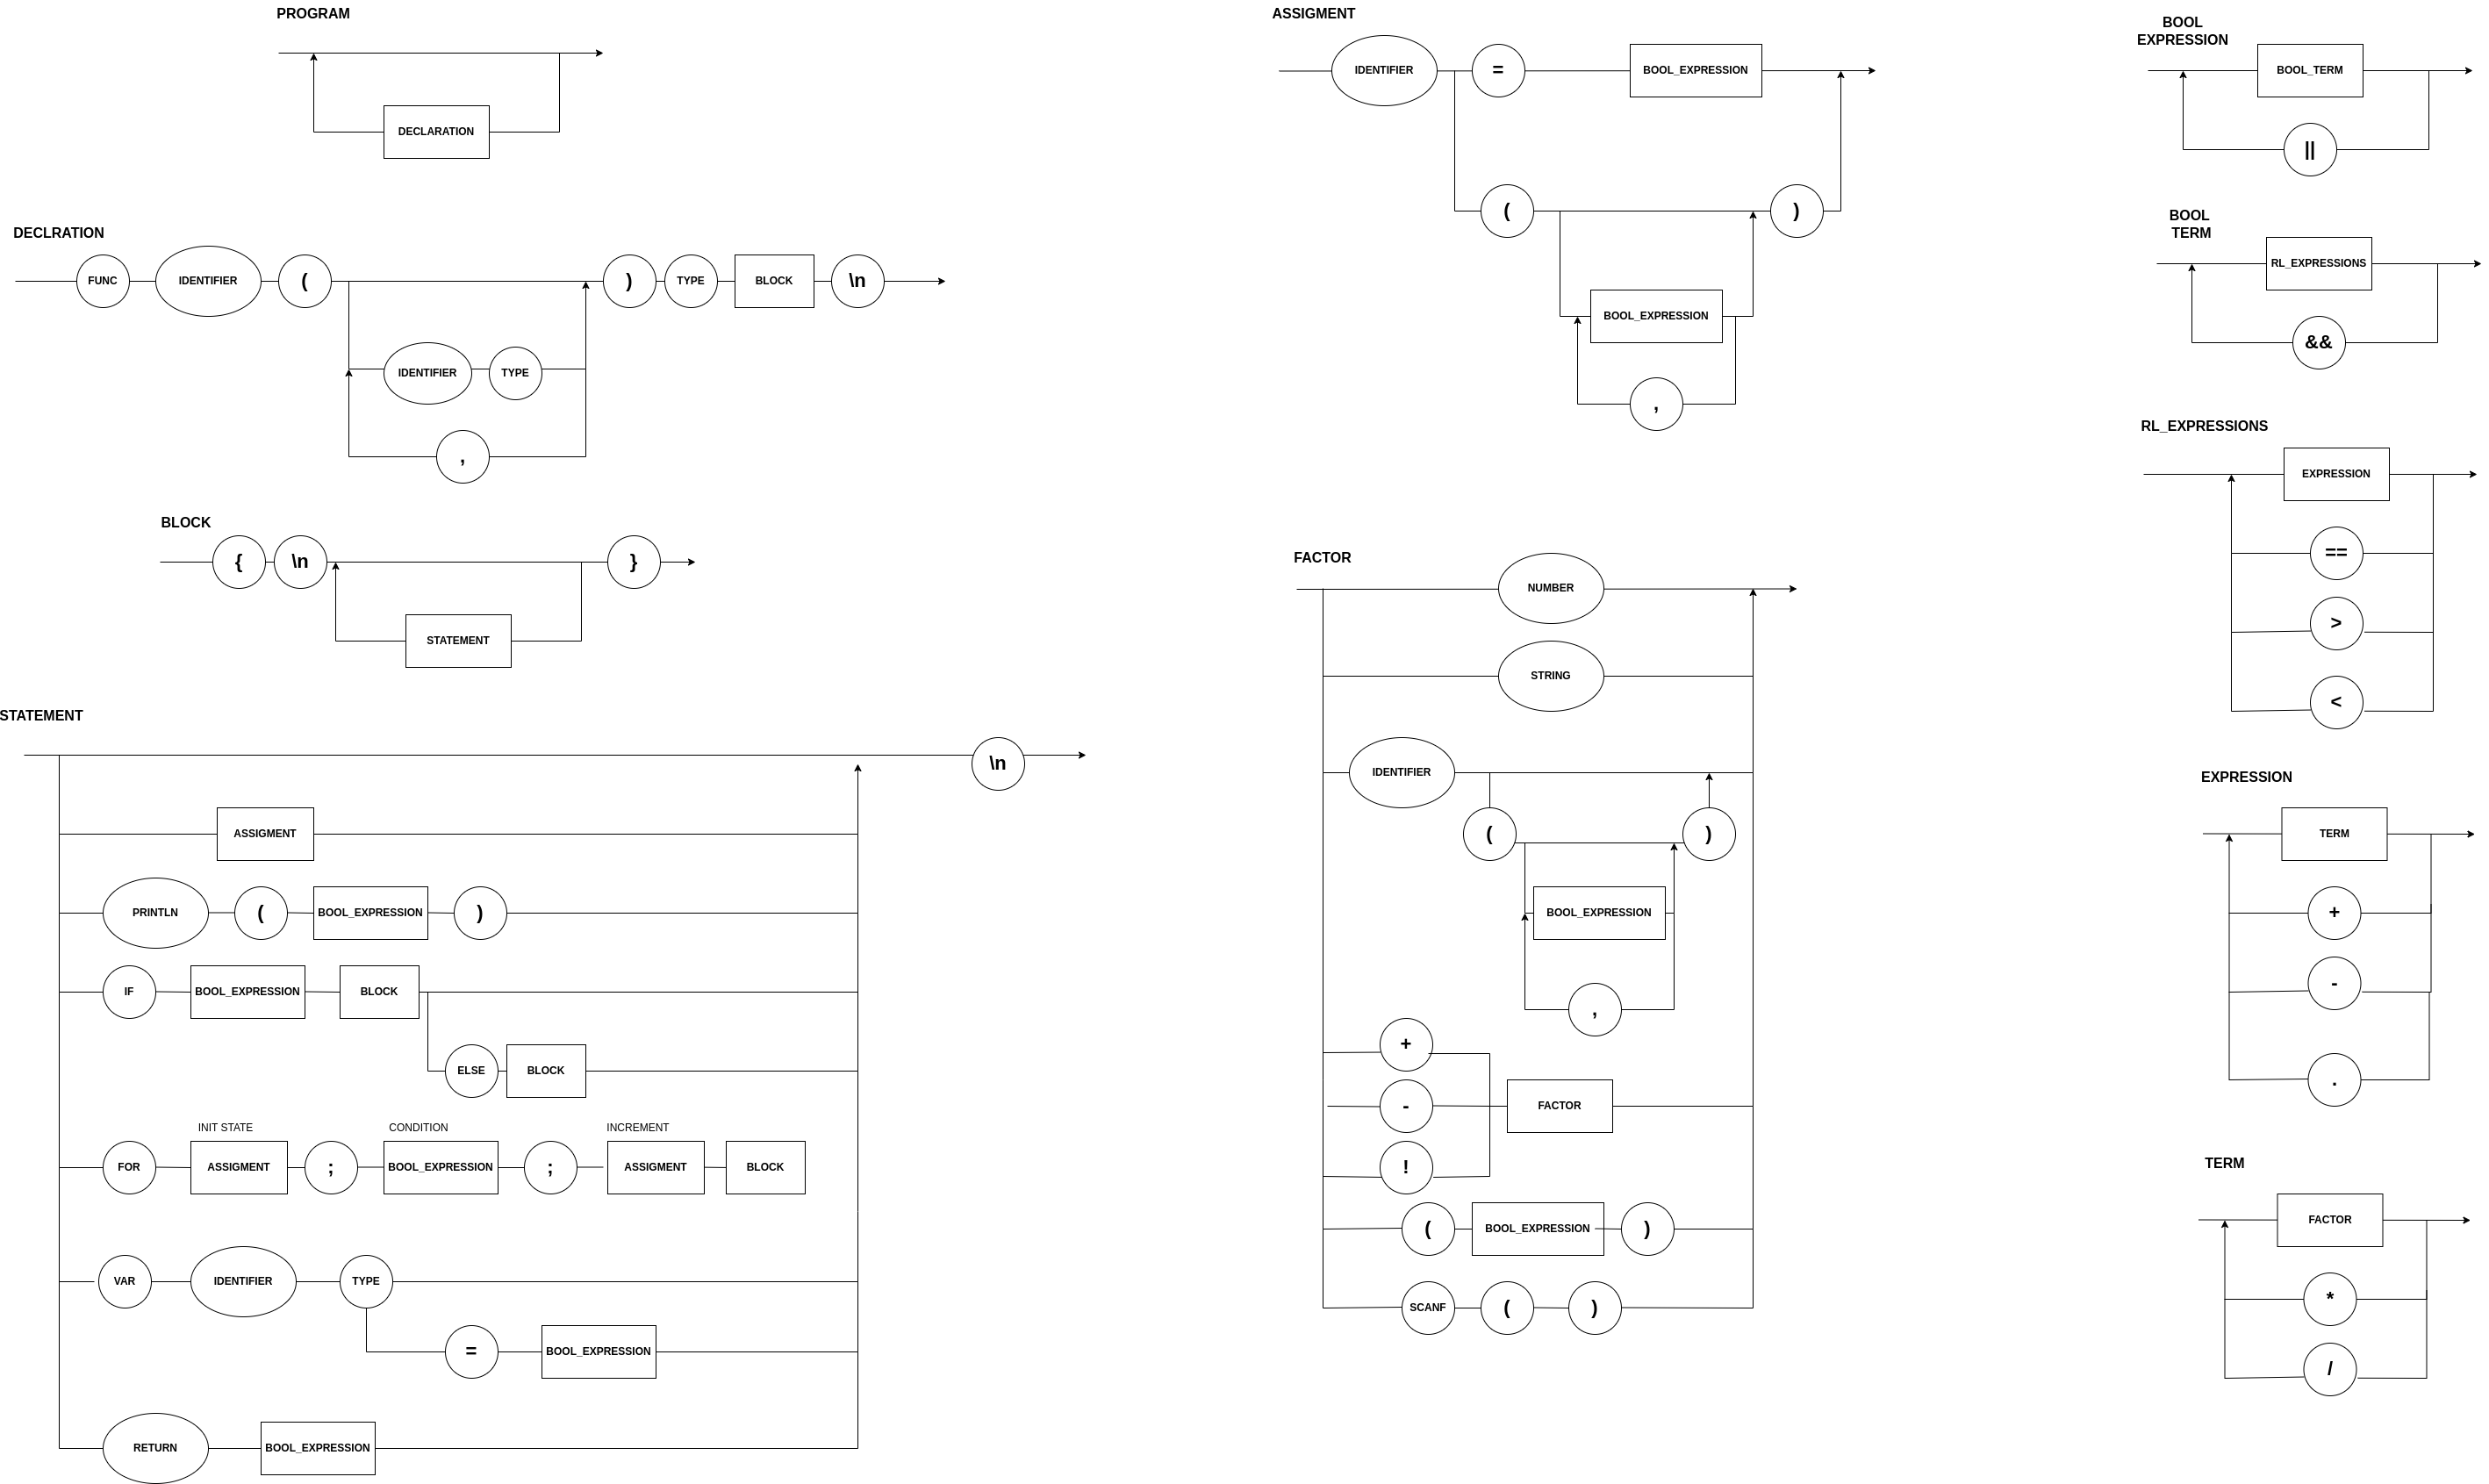 PROGRAM
DECLARATION
DECLRATION
FUNC IDENTIFIER ( ) TYPE BLOCK \n
IDENTIFIER TYPE
,
BLOCK
{ \n }
STATEMENT
STATEMENT
\n
ASSIGMENT
PRINTLN ( BOOL_EXPRESSION )
IF BOOL_EXPRESSION BLOCK
ELSE BLOCK
INIT STATE CONDITION INCREMENT
FOR ASSIGMENT ; BOOL_EXPRESSION ; ASSIGMENT BLOCK
VAR IDENTIFIER TYPE
= BOOL_EXPRESSION
RETURN BOOL_EXPRESSION
ASSIGMENT
IDENTIFIER = BOOL_EXPRESSION
( )
BOOL_EXPRESSION
,
FACTOR
NUMBER
STRING
IDENTIFIER
( )
BOOL_EXPRESSION
,
+
- FACTOR
!
( BOOL_EXPRESSION )
SCANF ( )
BOOL
EXPRESSION
BOOL_TERM
||
BOOL
TERM
RL_EXPRESSIONS
&&
RL_EXPRESSIONS
EXPRESSION
==
>
<
EXPRESSION
TERM
+
-
.
TERM
FACTOR
*
/